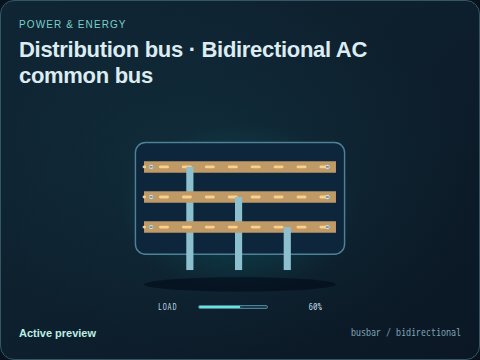 POWER & ENERGY
Distribution bus · Bidirectional AC
common bus
LOAD 60%
Active preview busbar / bidirectional